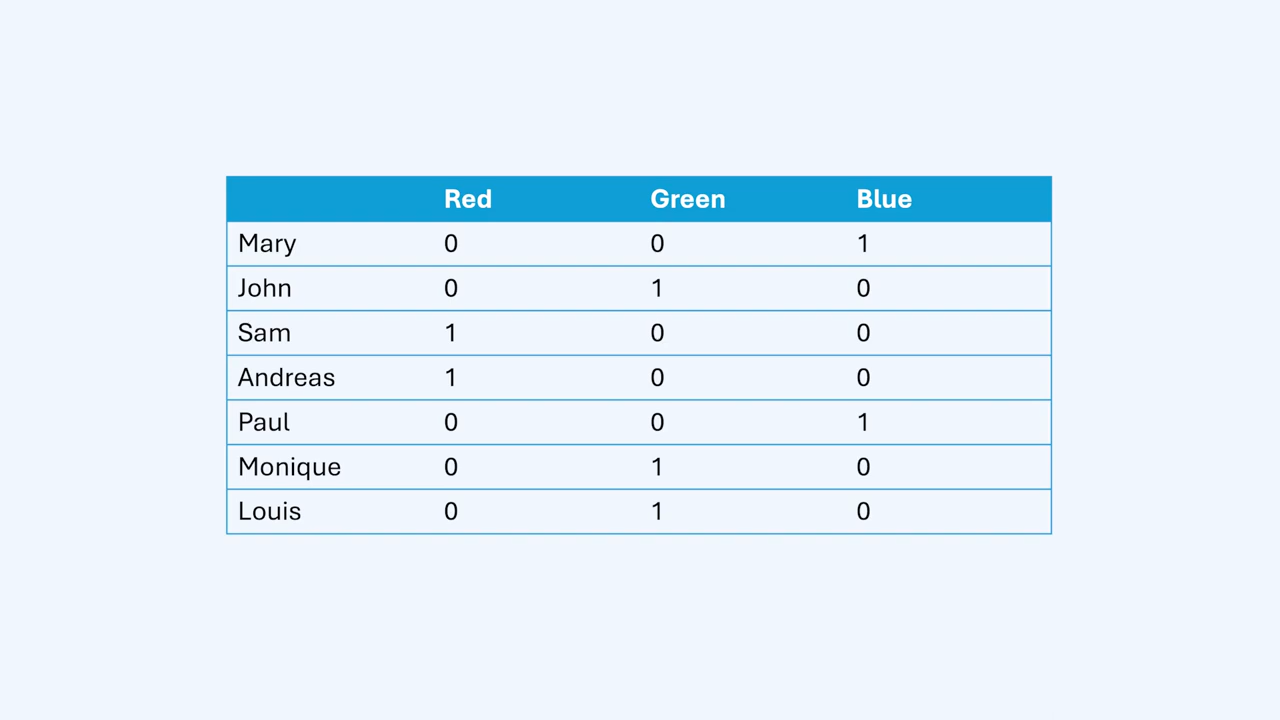 Red Green Blue
Mary 0 0 1
John 0 1 0
Sam 1 0 0
Andreas 1 0 0
Paul 0 0 1
Monique 0 1 0
Louis 0 1 0